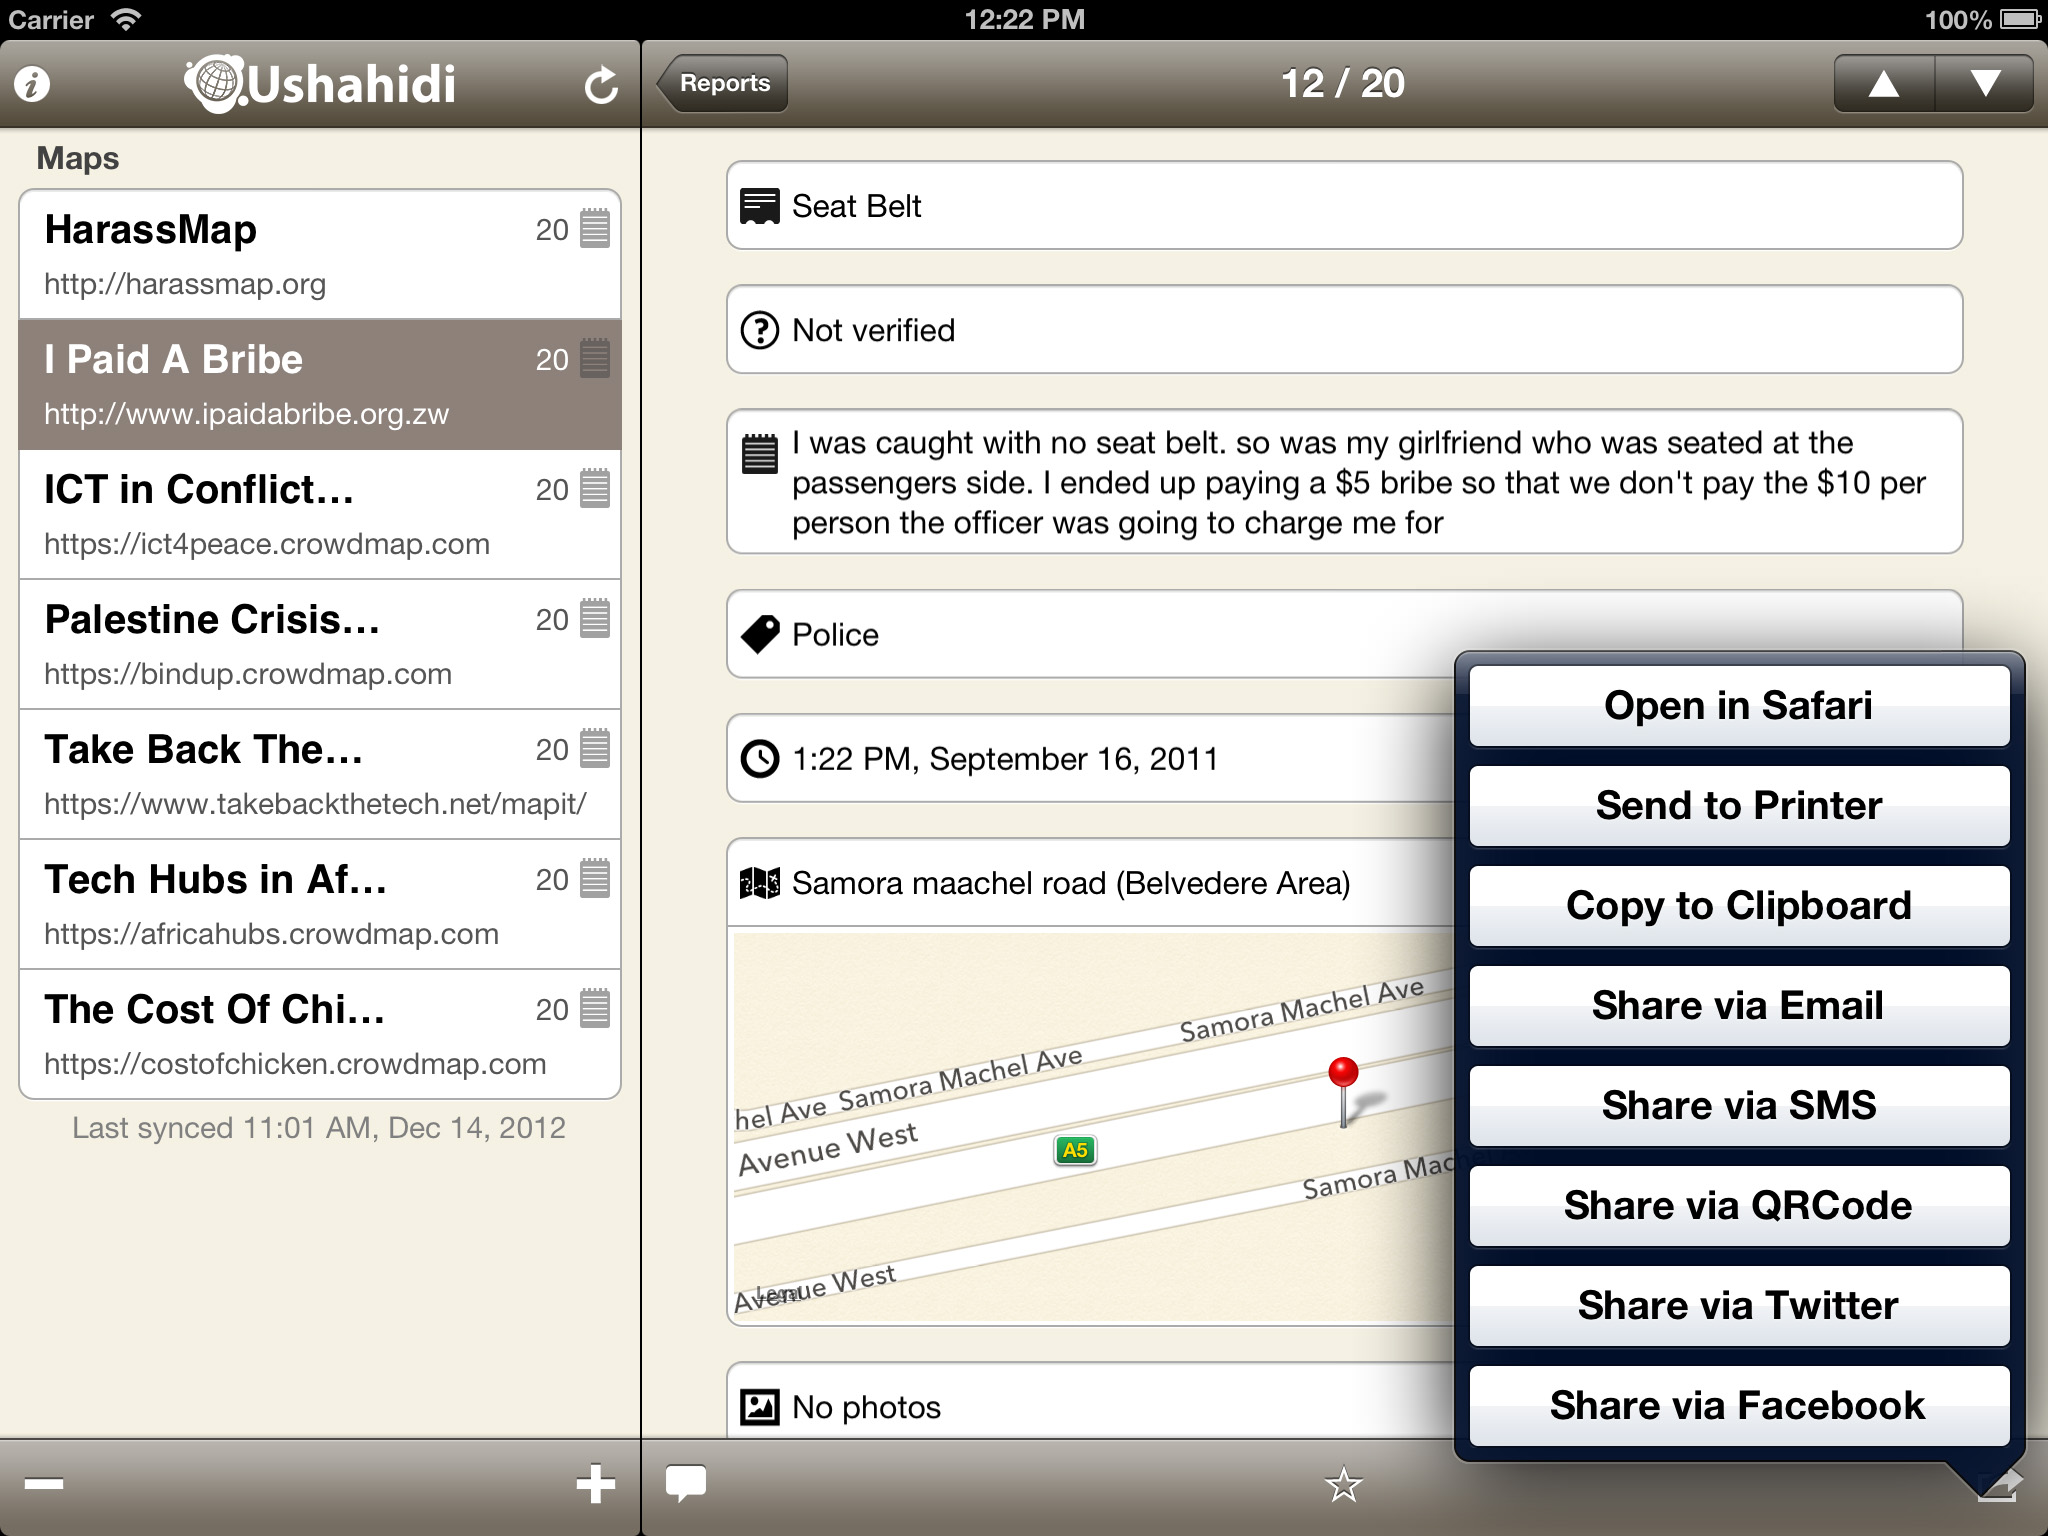 Carrier
12:22 PM
100%
Ushahidi
Maps
HarassMap
20
http://harassmap.org
I Paid A Bribe
20
http://www.ipaidabribe.org.zw
ICT in Conflict...
20
https://ict4peace.crowdmap.com
Palestine Crisis...
20
https://bindup.crowdmap.com
Take Back The...
20
https://www.takebackthetech.net/mapit/
Tech Hubs in Af...
20
https://africahubs.crowdmap.com
The Cost Of Chi...
20
https://costofchicken.crowdmap.com
Last synced 11:01 AM, Dec 14, 2012
Reports
12 / 20
Seat Belt
Not verified
I was caught with no seat belt. so was my girlfriend who was seated at the
passengers side. I ended up paying a $5 bribe so that we don't pay the $10 per
person the officer was going to charge me for
Police
1:22 PM, September 16, 2011
Samora maachel road (Belvedere Area)
Samora Machel Ave
Samora Machel Ave
hel Ave
Avenue West
A5
Samora Mach
Avenue West
Legal
No photos
Open in Safari
Send to Printer
Copy to Clipboard
Share via Email
Share via SMS
Share via QRCode
Share via Twitter
Share via Facebook